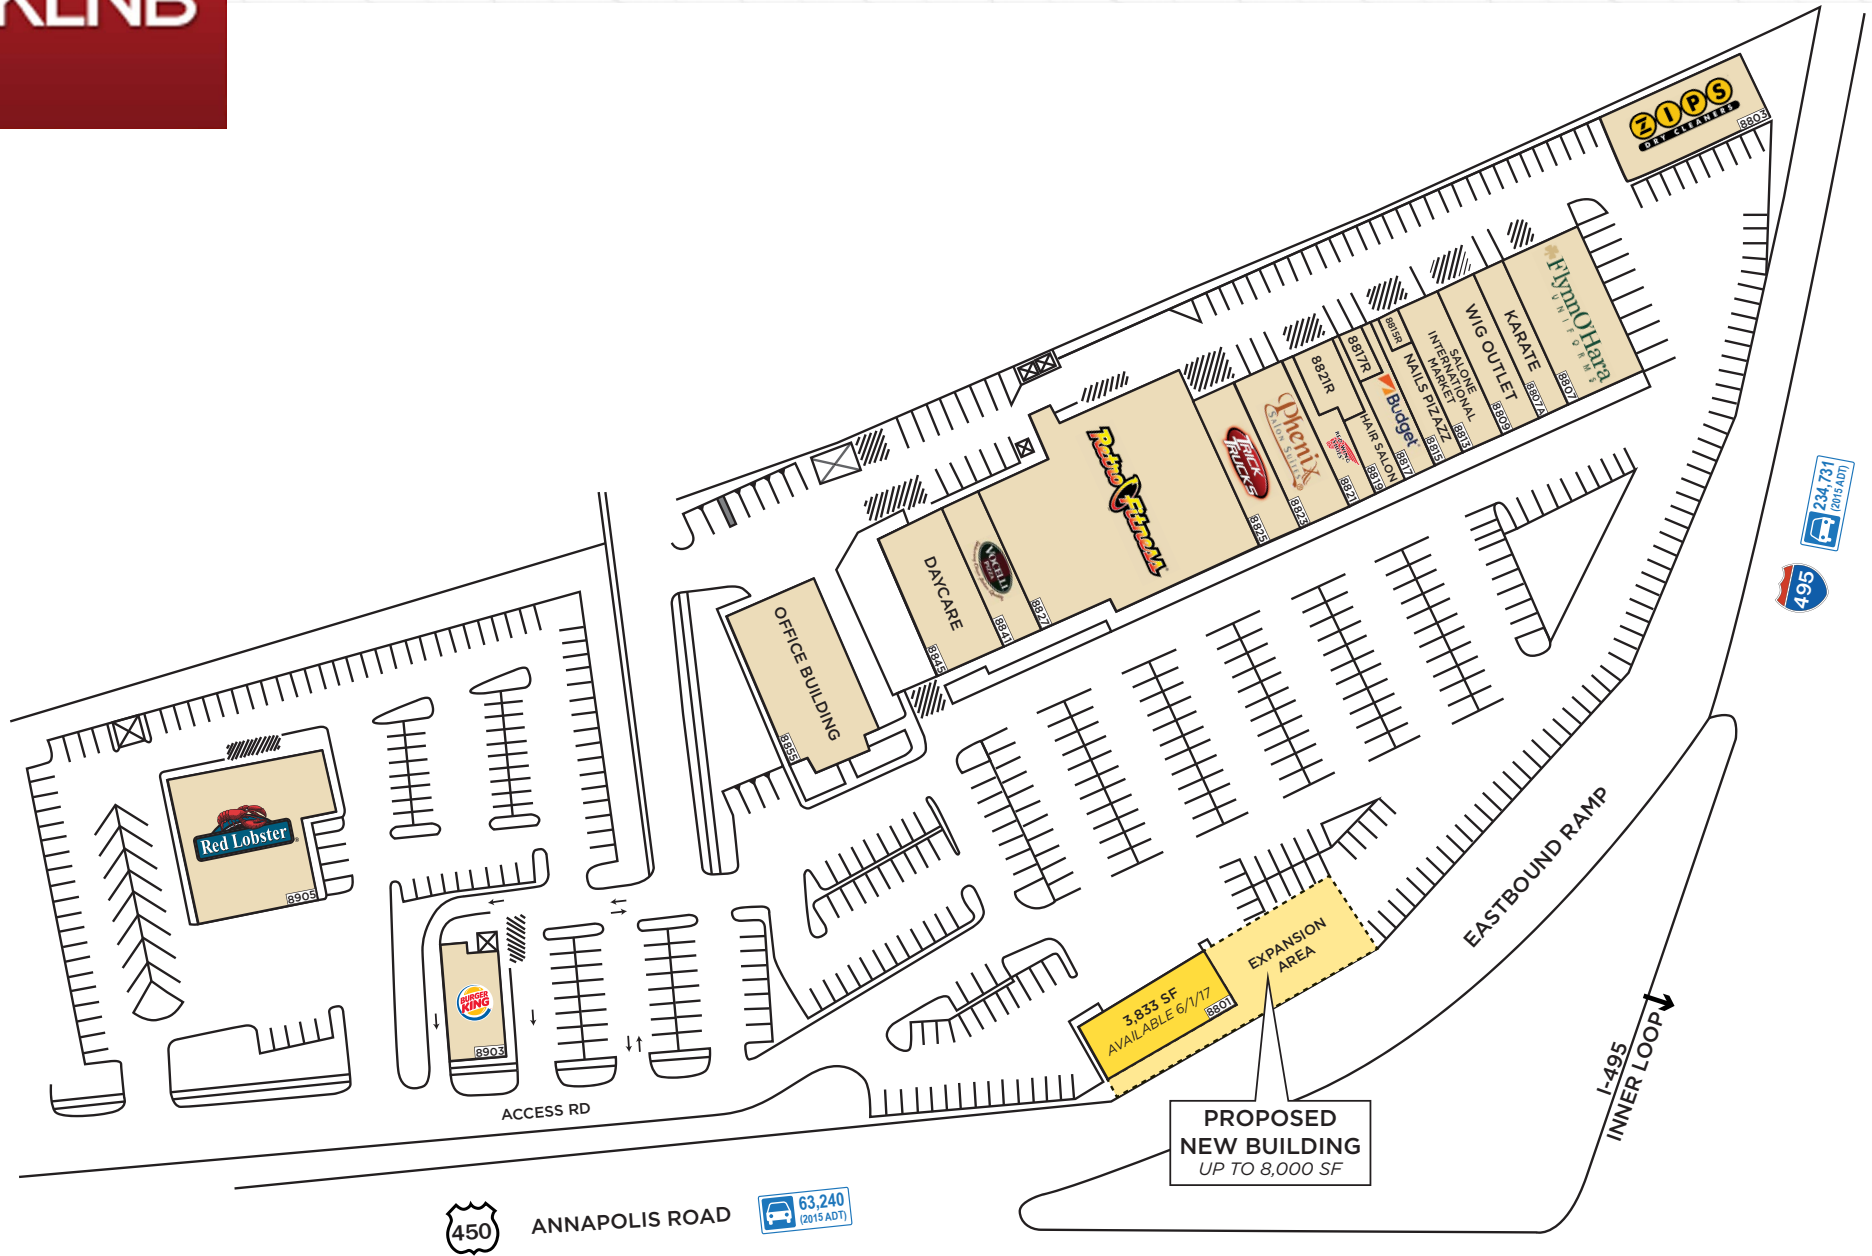 KLNB
ZIPS
DRY CLEANERS
8803
FlynnO'Hara
UNIFORMS
8807
KARATE
8807A
WIG OUTLET
8809
SALONE
INTERNATIONAL
MARKET
8813
8815R
NAILS PIZAZZ
8815
Budget
8817
8817R
HAIR SALON
8819
8821R
8821
Phenix
SALON SUITES
8823
TRICK
TRUCKS
8825
Retro Fitness
8827
VOCELLI
PIZZA
8841
DAYCARE
8845
OFFICE BUILDING
8855
234,731
(2015 ADT)
495
Red Lobster
8905
BURGER
KING
8903
EXPANSION
AREA
3,833 SF
AVAILABLE 6/1/17
8801
EASTBOUND RAMP
I-495
INNER LOOP
PROPOSED
NEW BUILDING
UP TO 8,000 SF
ACCESS RD
450
ANNAPOLIS ROAD
63,240
(2015 ADT)